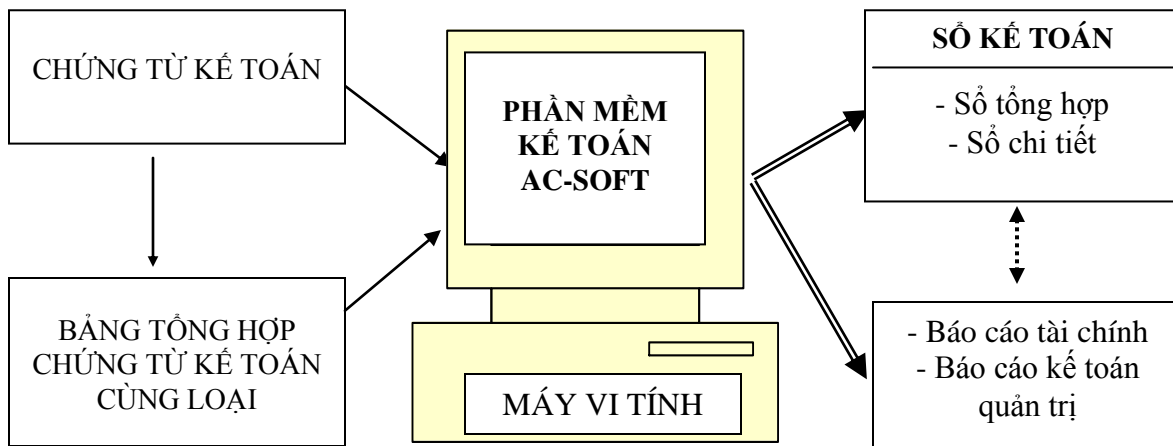 CHỨNG TỪ KẾ TOÁN
BẢNG TỔNG HỢP
CHỨNG TỪ KẾ TOÁN
CÙNG LOẠI
PHẦN MỀM
KẾ TOÁN
AC-SOFT
MÁY VI TÍNH
SỔ KẾ TOÁN
- Sổ tổng hợp
- Sổ chi tiết
- Báo cáo tài chính
- Báo cáo kế toán
quản trị